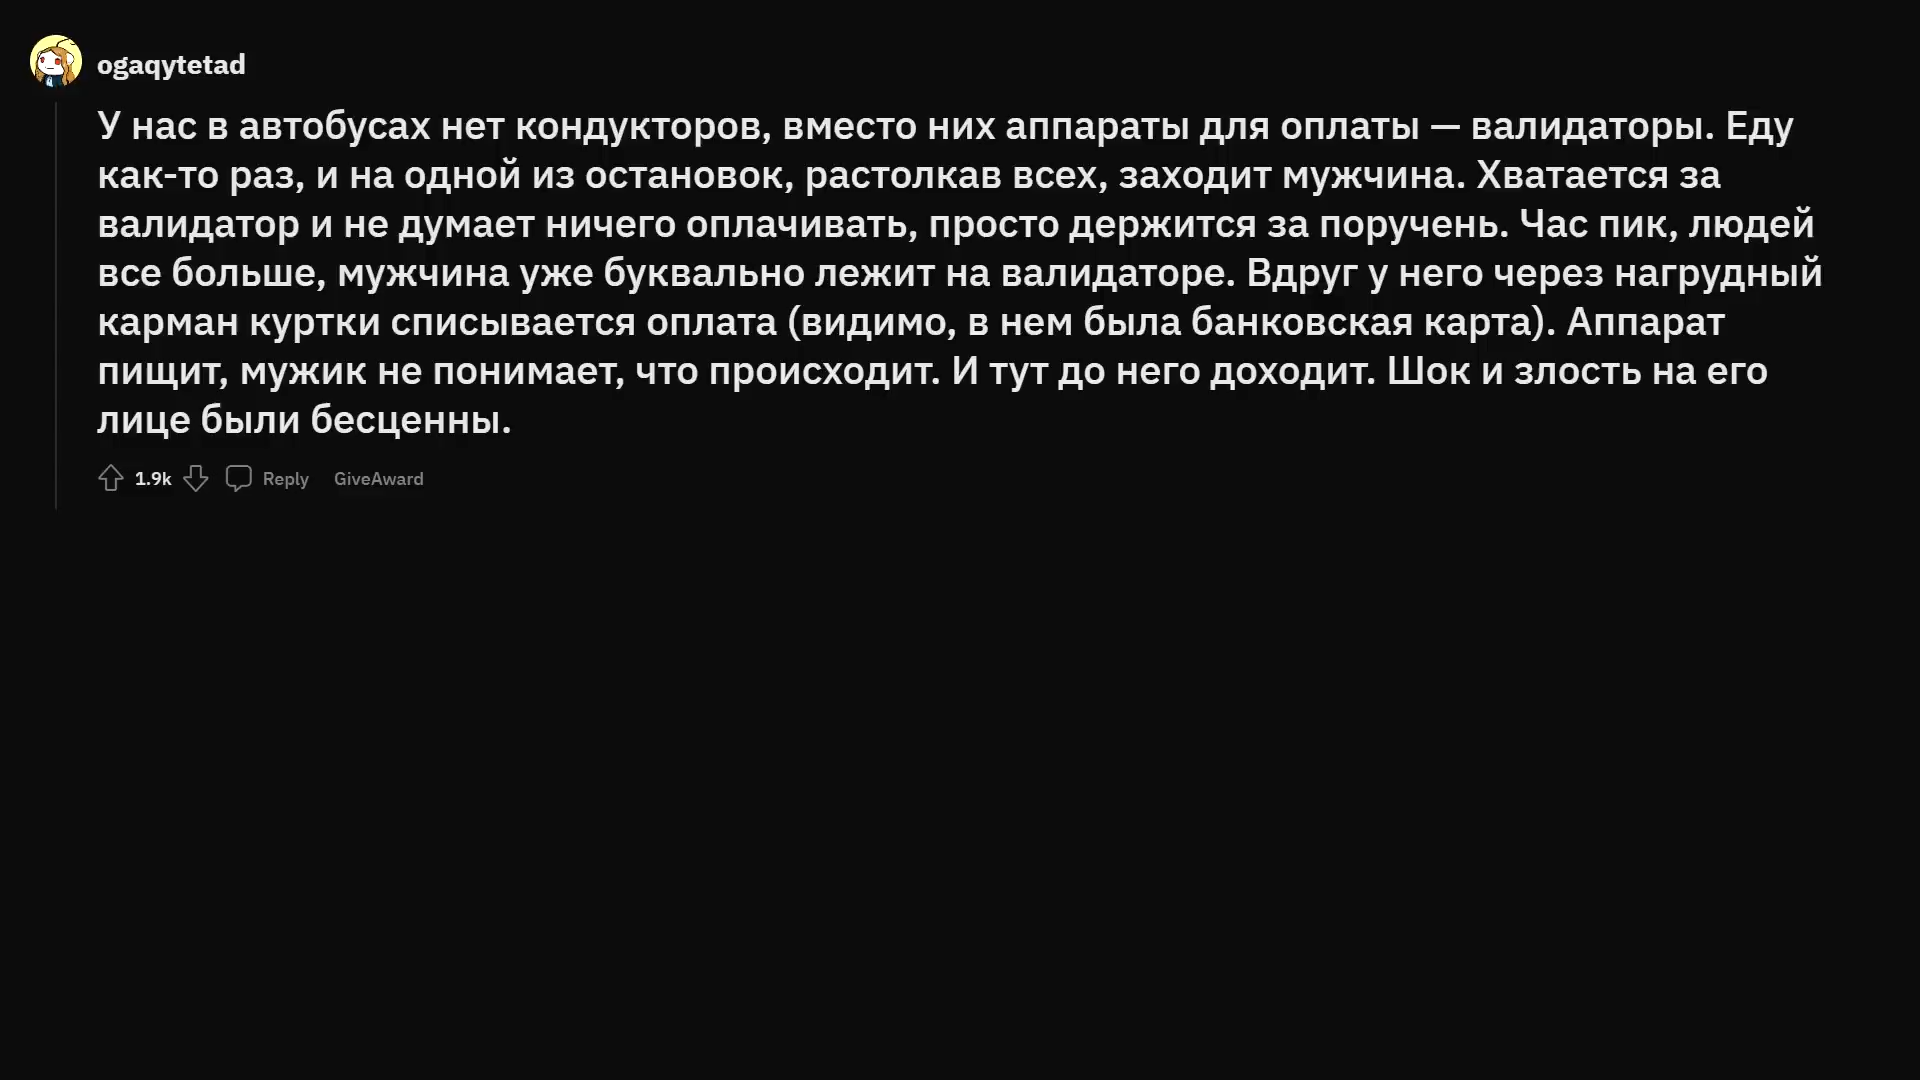 ogaqytetad
У нас в автобусах нет кондукторов, вместо них аппараты для оплаты — валидаторы. Еду
как-то раз, и на одной из остановок, растолкав всех, заходит мужчина. Хватается за
валидатор и не думает ничего оплачивать, просто держится за поручень. Час пик, людей
все больше, мужчина уже буквально лежит на валидаторе. Вдруг у него через нагрудный
карман куртки списывается оплата (видимо, в нем была банковская карта). Аппарат
пищит, мужик не понимает, что происходит. И тут до него доходит. Шок и злость на его
лице были бесценны.
1.9k Reply GiveAward